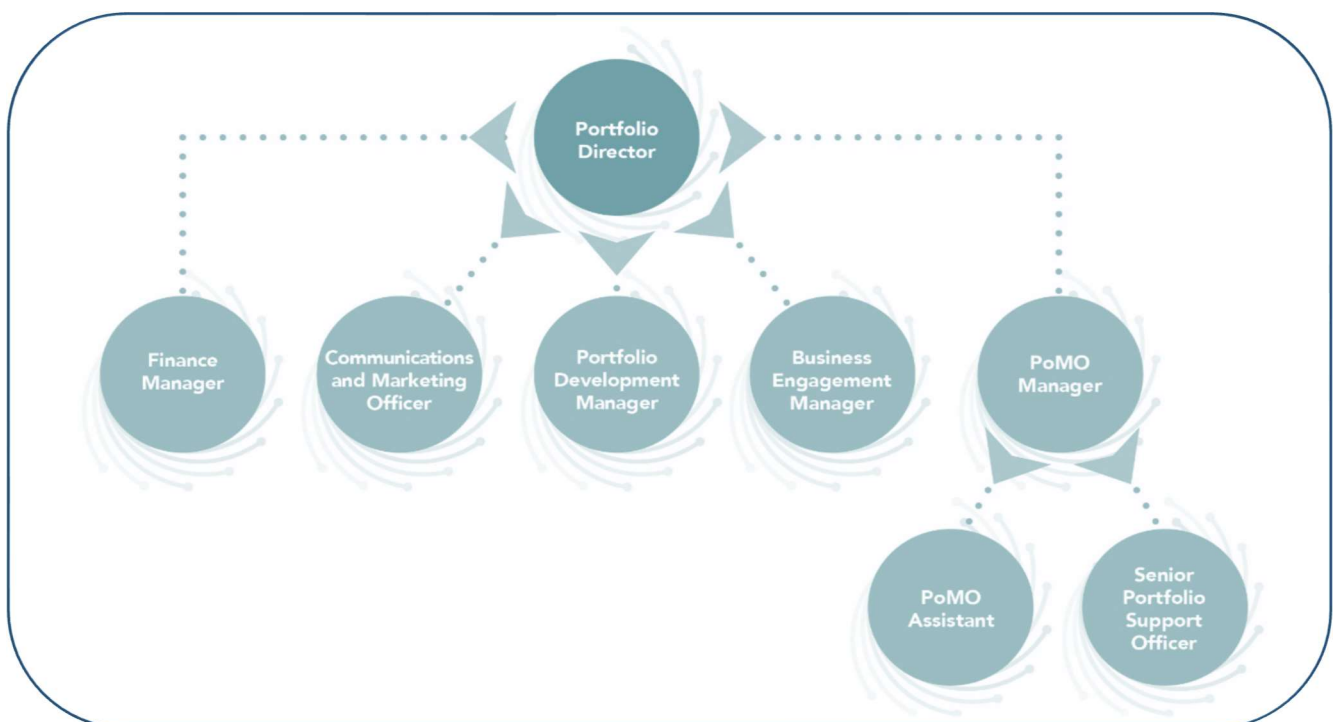 Portfolio
Director
Finance
Manager
Communications
and Marketing
Officer
Portfolio
Development
Manager
Business
Engagement
Manager
PoMO
Manager
PoMO
Assistant
Senior
Portfolio
Support
Officer